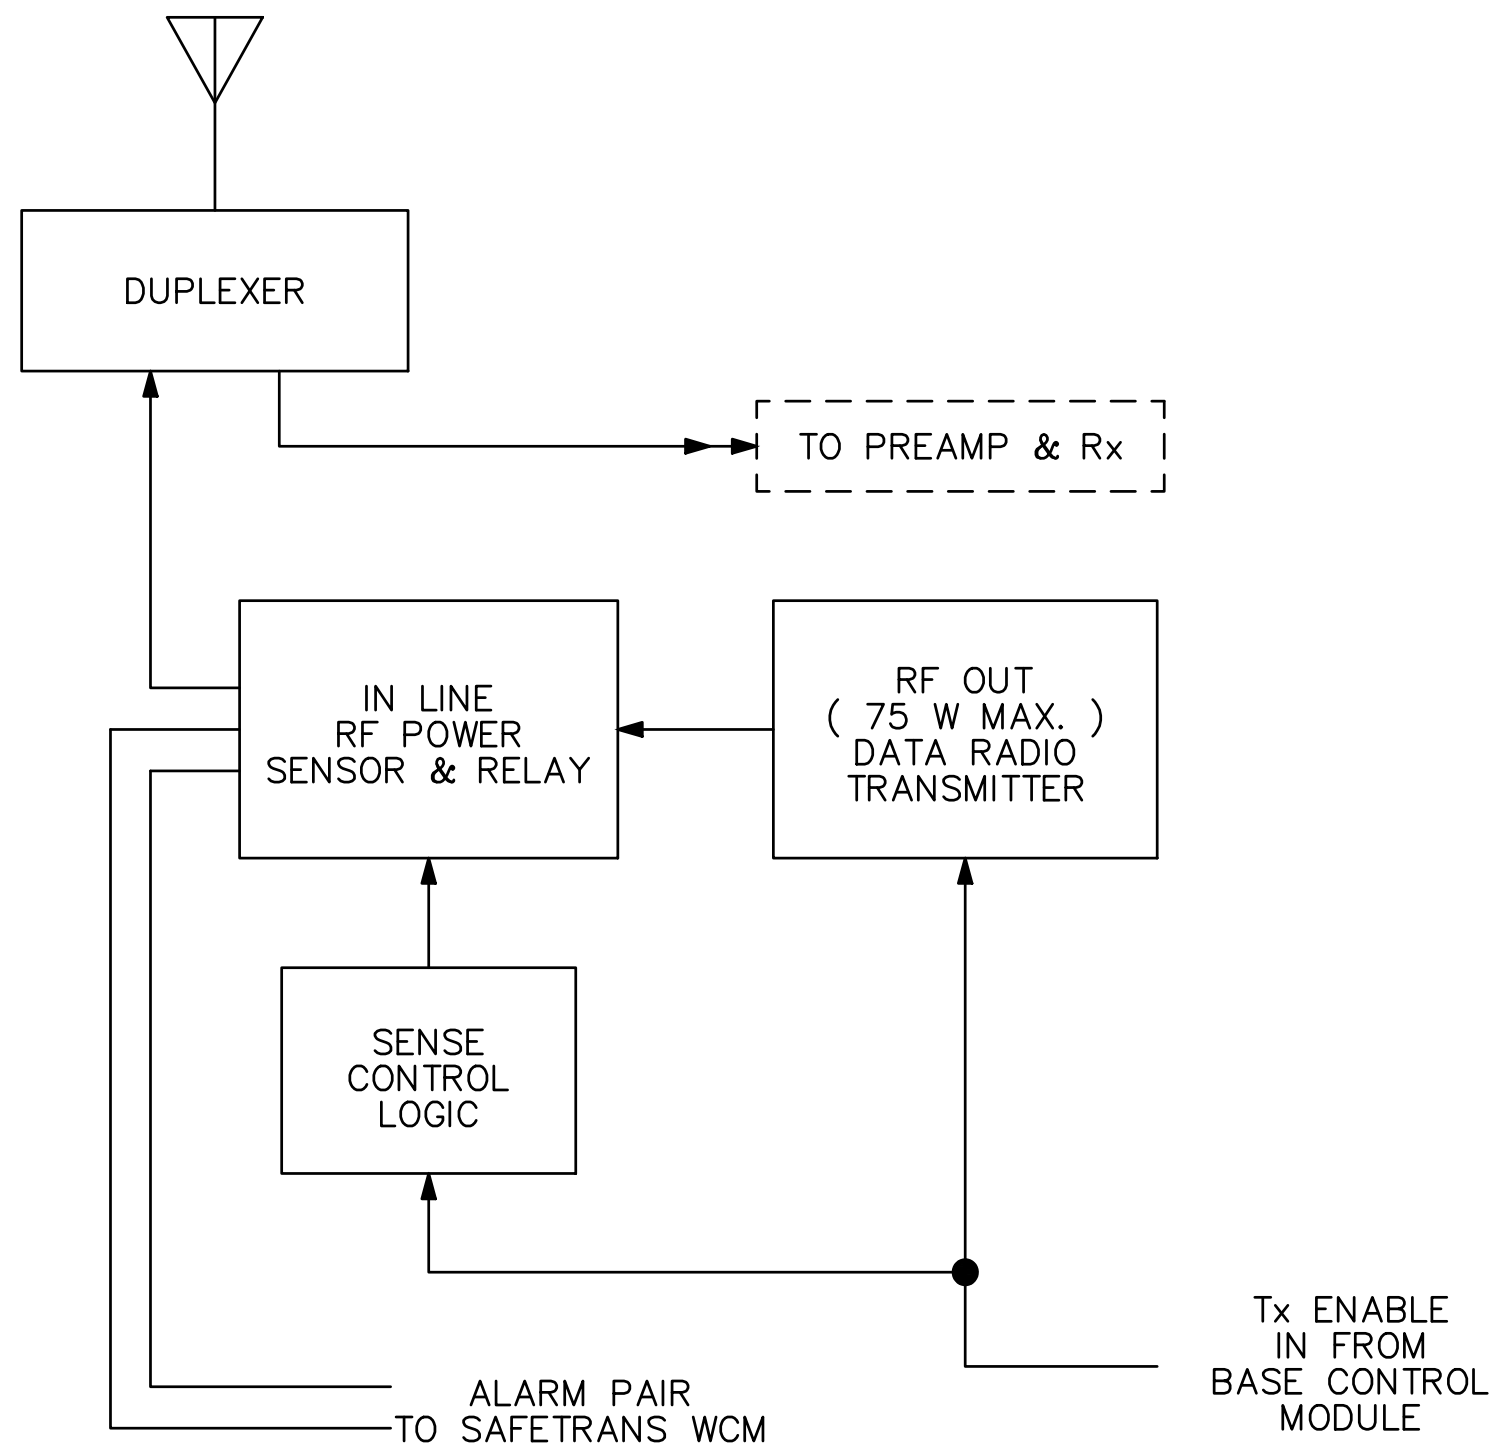 DUPLEXER
TO PREAMP & Rx
IN LINE
RF POWER
SENSOR & RELAY
RF OUT
( 75 W MAX. )
DATA RADIO
TRANSMITTER
SENSE
CONTROL
LOGIC
Tx ENABLE
IN FROM
BASE CONTROL
MODULE
ALARM PAIR
TO SAFETRANS WCM